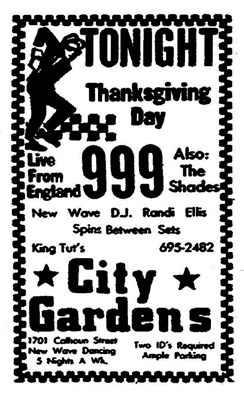 TONIGHT
Thanksgiving
Day
Live
From
England
999
Also:
The
Shades
New Wave D.J. Randi Ellis
Spins Between Sets
King Tut's 695-2482
City
Gardens
1701 Calhoun Street
New Wave Dancing
5 Nights A Wk.
Two ID's Required
Ample Parking